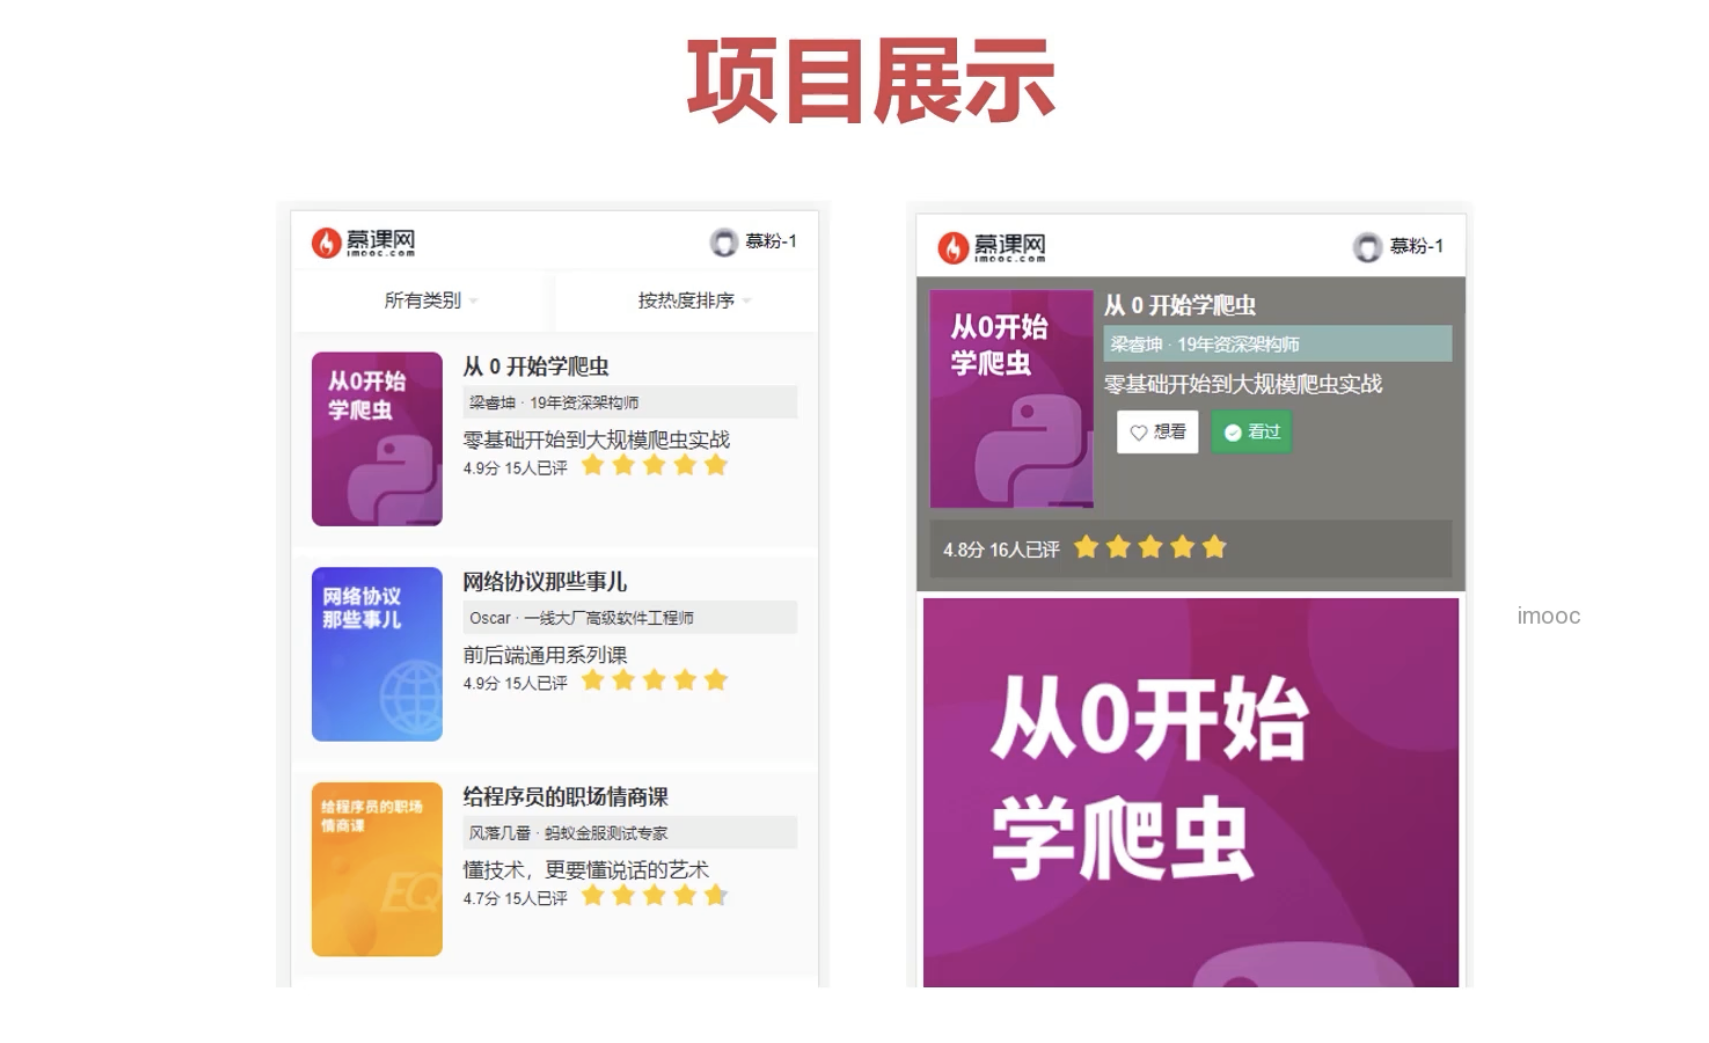 项目展示
慕课网
imooc.com
慕粉-1
所有类别
按热度排序
从0开始
学爬虫
从 0 开始学爬虫
梁睿坤 · 19年资深架构师
零基础开始到大规模爬虫实战
4.9分 15人已评
网络协议
那些事儿
网络协议那些事儿
Oscar · 一线大厂高级软件工程师
前后端通用系列课
4.9分 15人已评
给程序员的职场
情商课
EQ
给程序员的职场情商课
风落几番 · 蚂蚁金服测试专家
懂技术，更要懂说话的艺术
4.7分 15人已评
慕课网
imooc.com
慕粉-1
从0开始
学爬虫
从 0 开始学爬虫
梁睿坤 · 19年资深架构师
零基础开始到大规模爬虫实战
想看
看过
4.8分 16人已评
从0开始
学爬虫
imooc